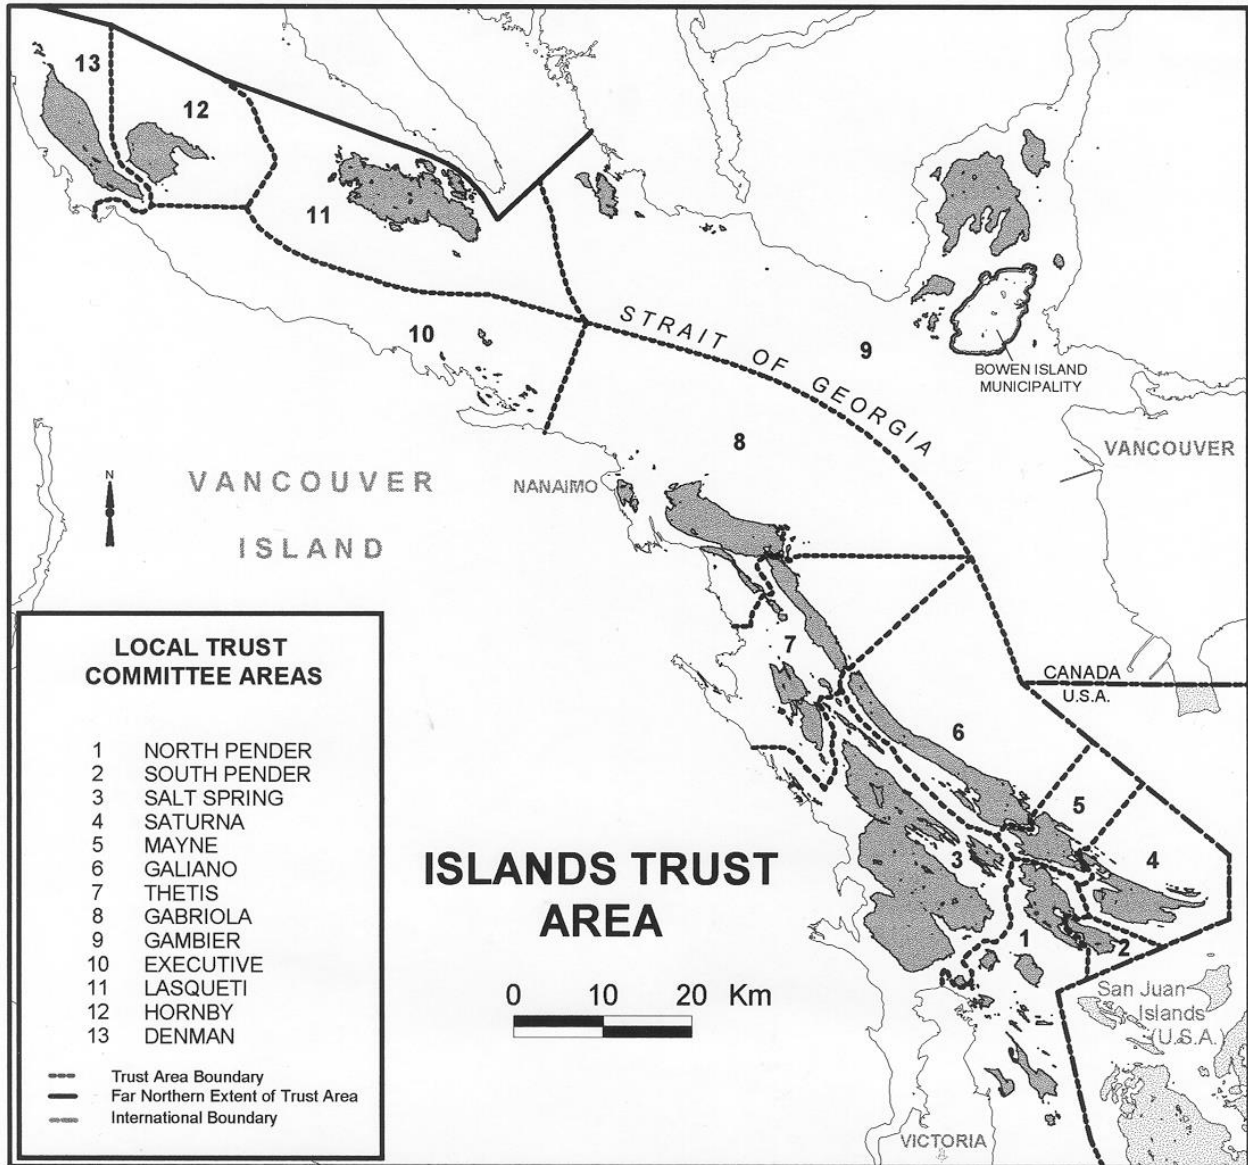 13
12
11
10
9
STRAIT OF GEORGIA
BOWEN ISLAND
MUNICIPALITY
8
VANCOUVER
N
VANCOUVER
ISLAND
NANAIMO
7
CANADA
U.S.A.
6
5
4
3
1
2
LOCAL TRUST
COMMITTEE AREAS
1 NORTH PENDER
2 SOUTH PENDER
3 SALT SPRING
4 SATURNA
5 MAYNE
6 GALIANO
7 THETIS
8 GABRIOLA
9 GAMBIER
10 EXECUTIVE
11 LASQUETI
12 HORNBY
13 DENMAN
Trust Area Boundary
Far Northern Extent of Trust Area
International Boundary
ISLANDS TRUST
AREA
0 10 20 Km
San Juan
Islands
(U.S.A.)
VICTORIA